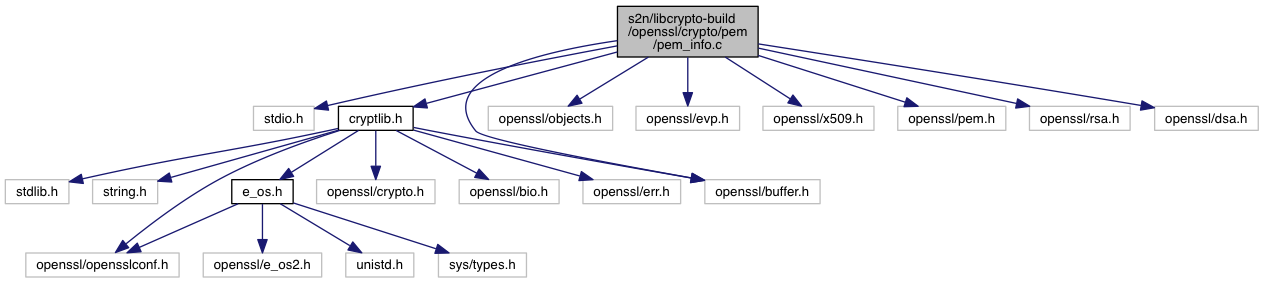 s2n/libcrypto-build
/openssl/crypto/pem
/pem_info.c
stdio.h
cryptlib.h
openssl/objects.h
openssl/evp.h
openssl/x509.h
openssl/pem.h
openssl/rsa.h
openssl/dsa.h
stdlib.h
string.h
e_os.h
openssl/crypto.h
openssl/bio.h
openssl/err.h
openssl/buffer.h
openssl/opensslconf.h
openssl/e_os2.h
unistd.h
sys/types.h